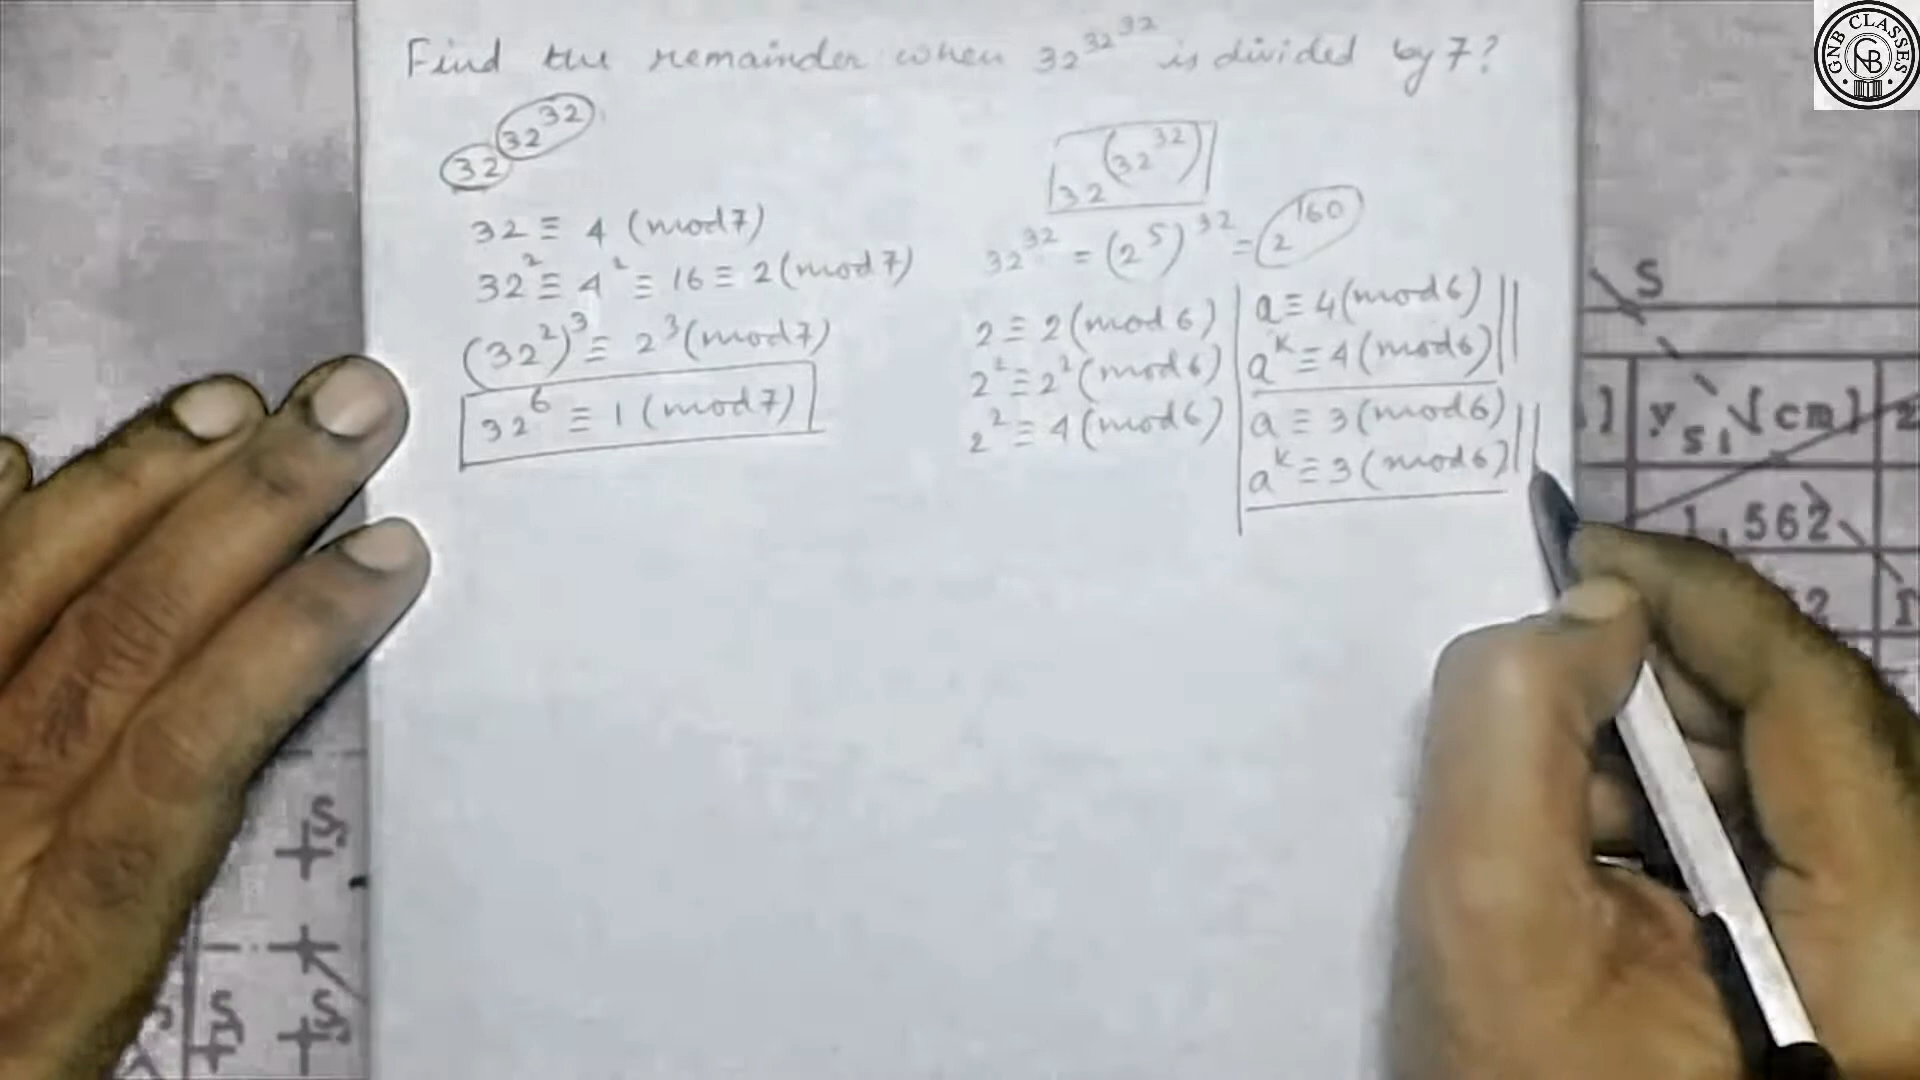 Find the remainder when 32^32^32 is divided by 7?
32^32^32
32 ≡ 4 (mod 7)
32^2 ≡ 4^2 ≡ 16 ≡ 2 (mod 7)
(32^2)^3 ≡ 2^3 (mod 7)
32^6 ≡ 1 (mod 7)
32^(32^32)
32^32 = (2^5)^32 = 2^160
2 ≡ 2 (mod 6)
2^2 ≡ 2^2 (mod 6)
2^2 ≡ 4 (mod 6)
a ≡ 4 (mod 6)
a^k ≡ 4 (mod 6)
a ≡ 3 (mod 6)
a^k ≡ 3 (mod 6)
GNB CLASSES
GNB
S
] y_s1 (cm) 2
1,562
2
+S
S +S